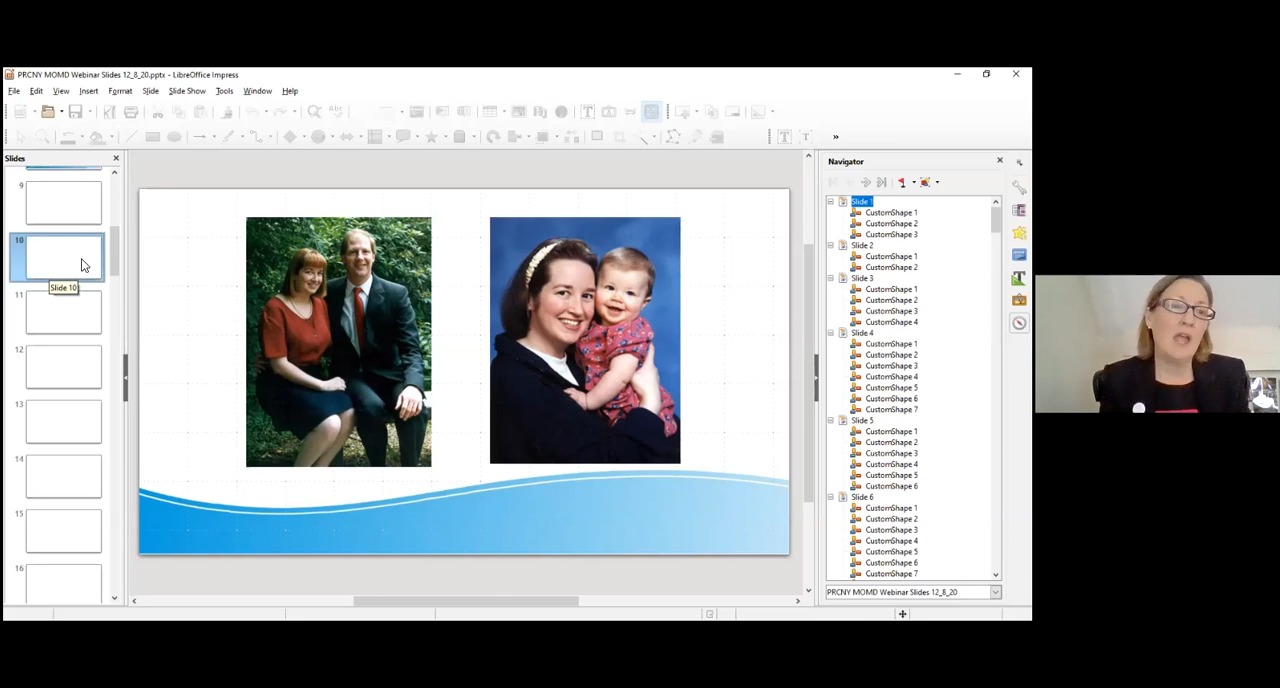 PRCNY MOMD Webinar Slides 12_8_20.pptx - LibreOffice Impress
File Edit View Insert Format Slide Slide Show Tools Window Help
Slides
9
10
Slide 10
11
12
13
14
15
16
Navigator
Slide 1
CustomShape 1
CustomShape 2
CustomShape 3
Slide 2
CustomShape 1
CustomShape 2
Slide 3
CustomShape 1
CustomShape 2
CustomShape 3
CustomShape 4
Slide 4
CustomShape 1
CustomShape 2
CustomShape 3
CustomShape 4
CustomShape 5
CustomShape 6
CustomShape 7
Slide 5
CustomShape 1
CustomShape 2
CustomShape 3
CustomShape 4
CustomShape 5
CustomShape 6
Slide 6
CustomShape 1
CustomShape 2
CustomShape 3
CustomShape 4
CustomShape 5
CustomShape 6
CustomShape 7
PRCNY MOMD Webinar Slides 12_8_20